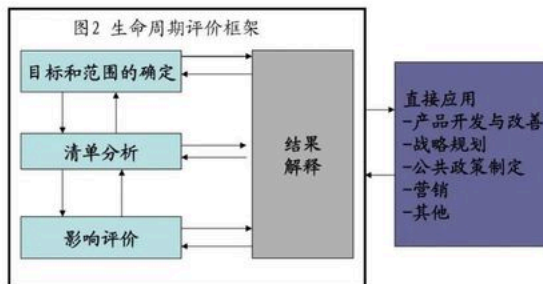 图2 生命周期评价框架
目标和范围的确定
清单分析
影响评价
结果
解释
直接应用
-产品开发与改善
-战略规划
-公共政策制定
-营销
-其他